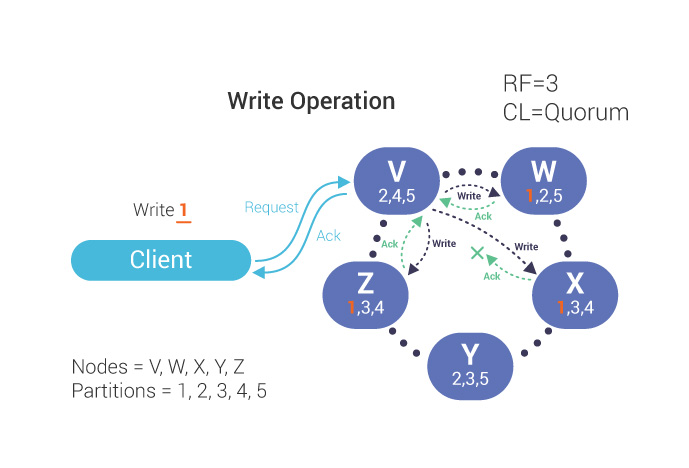 RF=3
CL=Quorum
Write Operation
V
2,4,5
W
1,2,5
Write
Ack
Write 1
Request
Ack
Client
Ack
Write
Write
Ack
Z
1,3,4
X
1,3,4
Y
2,3,5
Nodes = V, W, X, Y, Z
Partitions = 1, 2, 3, 4, 5